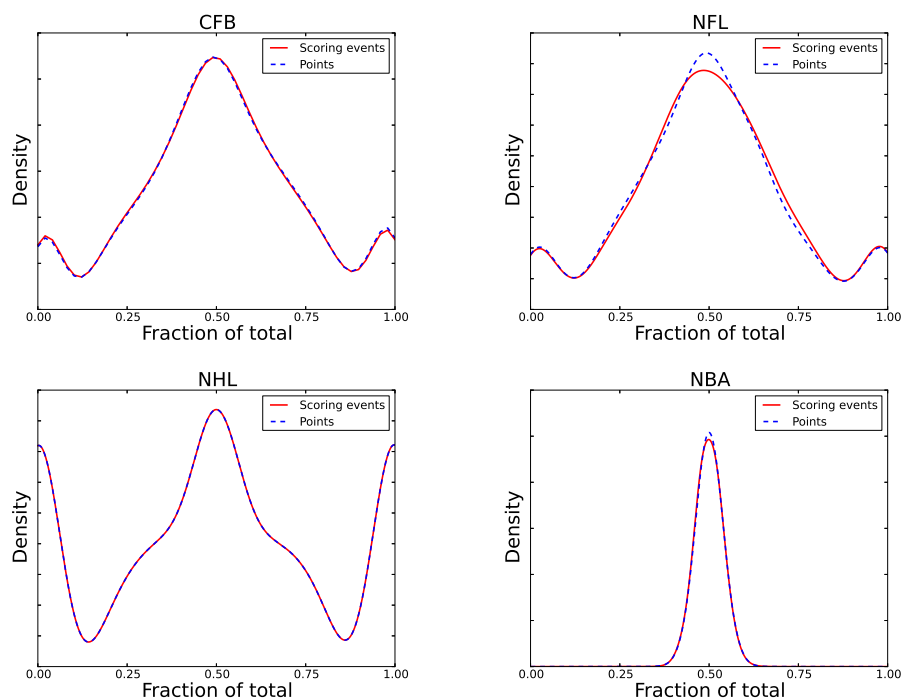 CFB
Scoring events
Points
Density
0.00 0.25 0.50 0.75 1.00
Fraction of total
NFL
Scoring events
Points
Density
0.00 0.25 0.50 0.75 1.00
Fraction of total
NHL
Scoring events
Points
Density
0.00 0.25 0.50 0.75 1.00
Fraction of total
NBA
Scoring events
Points
Density
0.00 0.25 0.50 0.75 1.00
Fraction of total